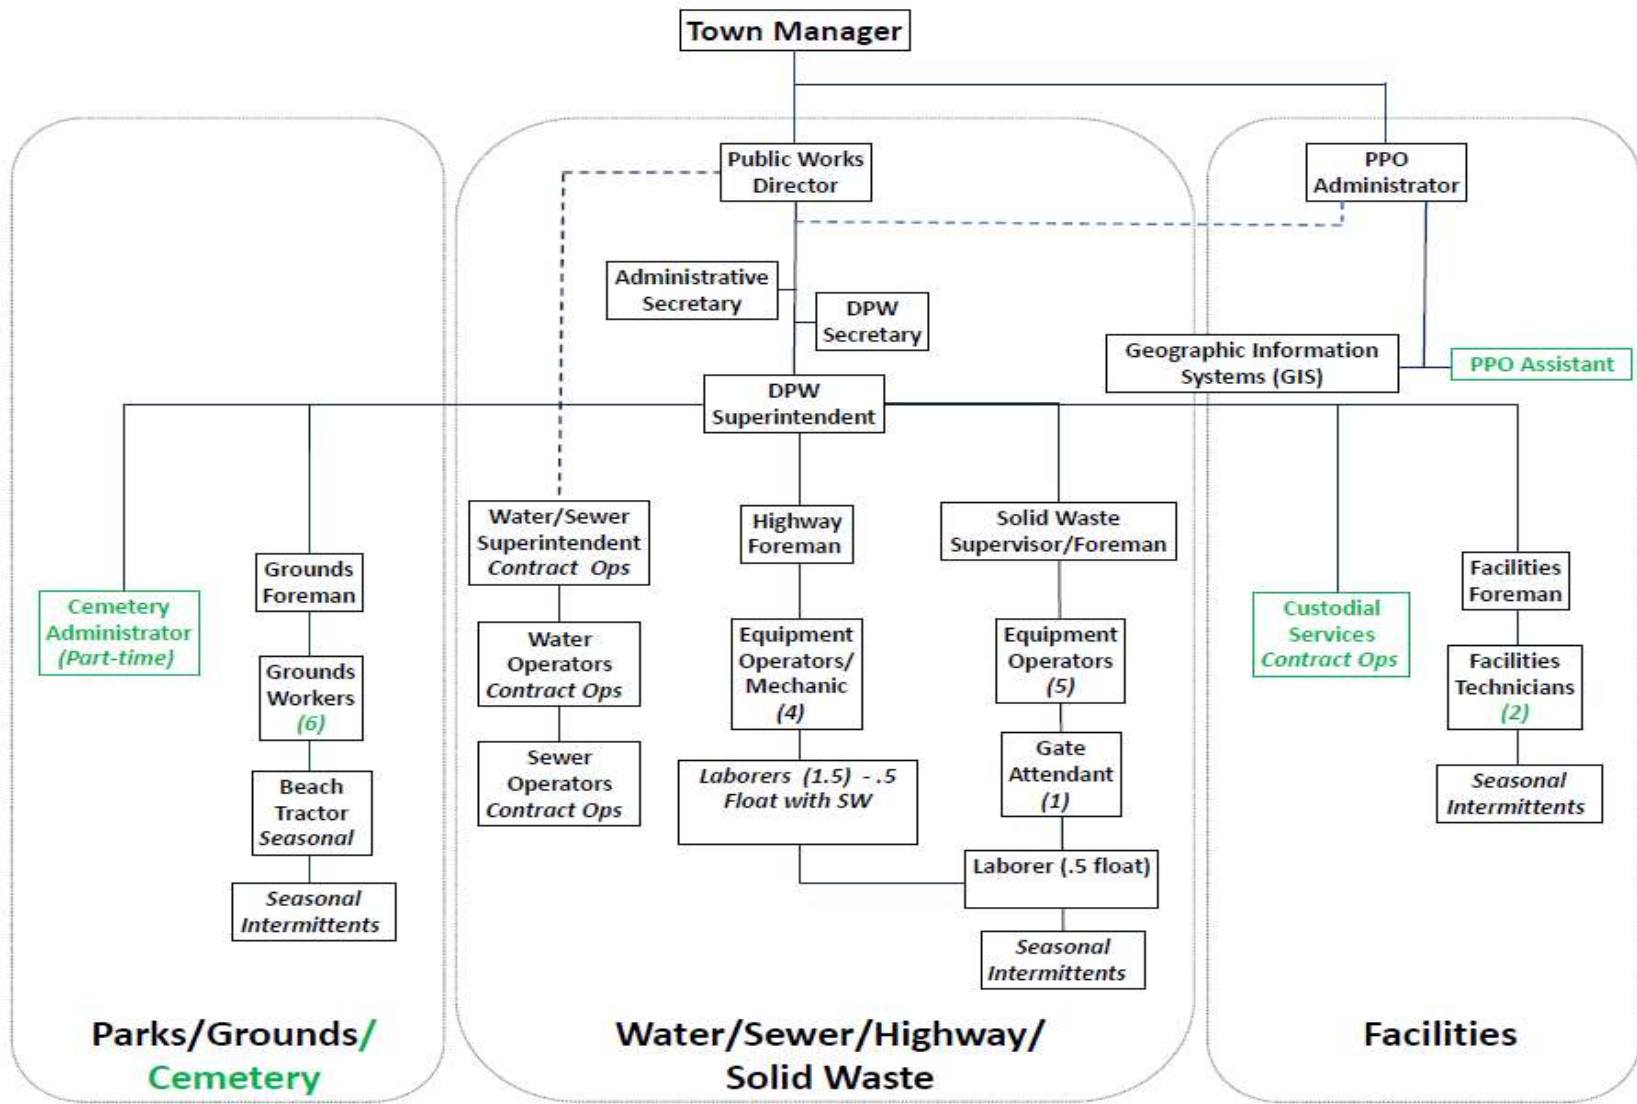 Town Manager
Public Works
Director
PPO
Administrator
Administrative
Secretary
DPW
Secretary
Geographic Information
Systems (GIS)
PPO Assistant
DPW
Superintendent
Cemetery
Administrator
(Part-time)
Grounds
Foreman
Grounds
Workers
(6)
Beach
Tractor
Seasonal
Seasonal
Intermittents
Water/Sewer
Superintendent
Contract Ops
Water
Operators
Contract Ops
Sewer
Operators
Contract Ops
Highway
Foreman
Equipment
Operators/
Mechanic
(4)
Laborers (1.5) - .5
Float with SW
Solid Waste
Supervisor/Foreman
Equipment
Operators
(5)
Gate
Attendant
(1)
Laborer (.5 float)
Seasonal
Intermittents
Custodial
Services
Contract Ops
Facilities
Foreman
Facilities
Technicians
(2)
Seasonal
Intermittents
Parks/Grounds/
Cemetery
Water/Sewer/Highway/
Solid Waste
Facilities